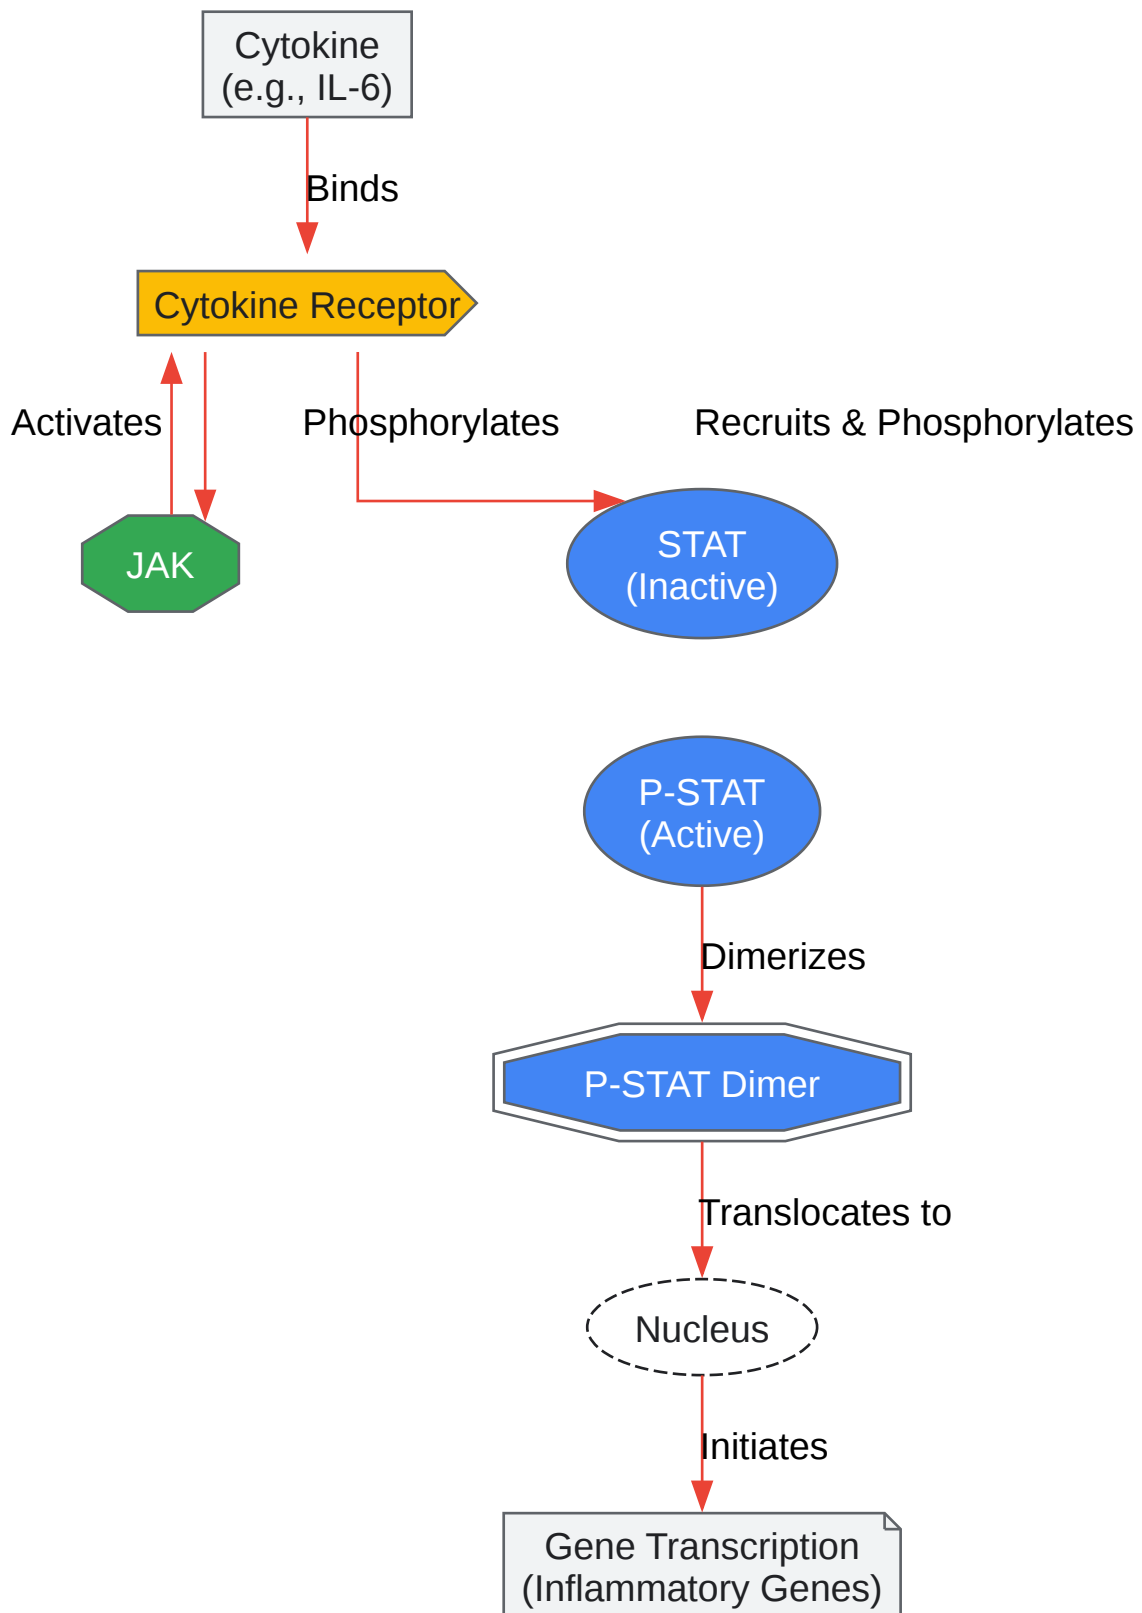 Cytokine
(e.g., IL-6)
Binds
Cytokine Receptor
Activates
Phosphorylates
Recruits & Phosphorylates
JAK
STAT
(Inactive)
P-STAT
(Active)
Dimerizes
P-STAT Dimer
Translocates to
Nucleus
Initiates
Gene Transcription
(Inflammatory Genes)